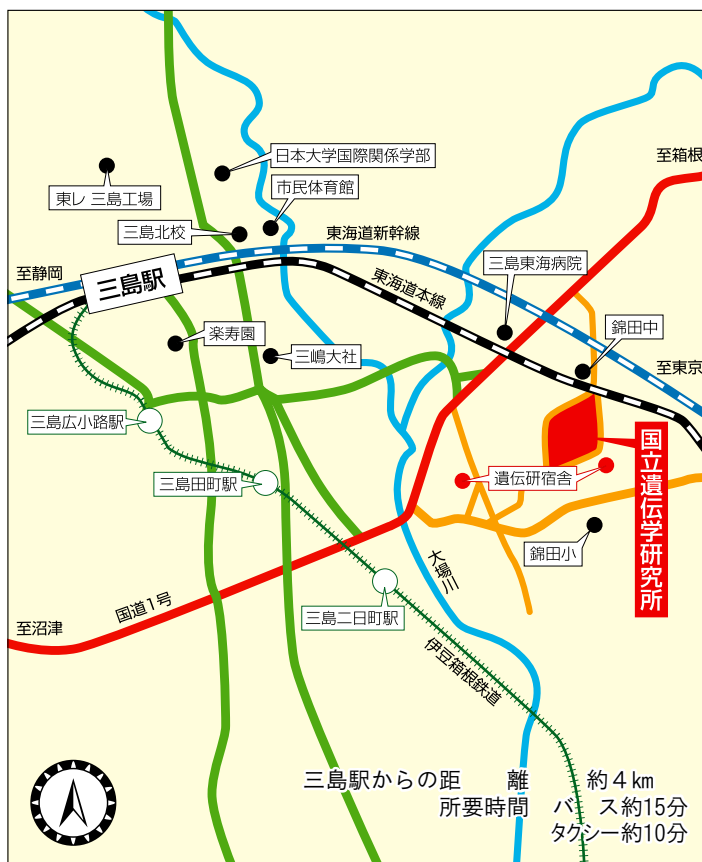 日本大学国際関係学部
至箱根
東レ 三島工場
市民体育館
三島北校
東海道新幹線
至静岡
三島駅
東海道本線
三島東海病院
楽寿園
三嶋大社
錦田中
至東京
三島広小路駅
国立遺伝学研究所
三島田町駅
遺伝研宿舎
錦田小
大場川
国道1号
三島二日町駅
至沼津
伊豆箱根鉄道
三島駅からの距 離 約4km
所要時間 バ ス約15分
タクシー約10分